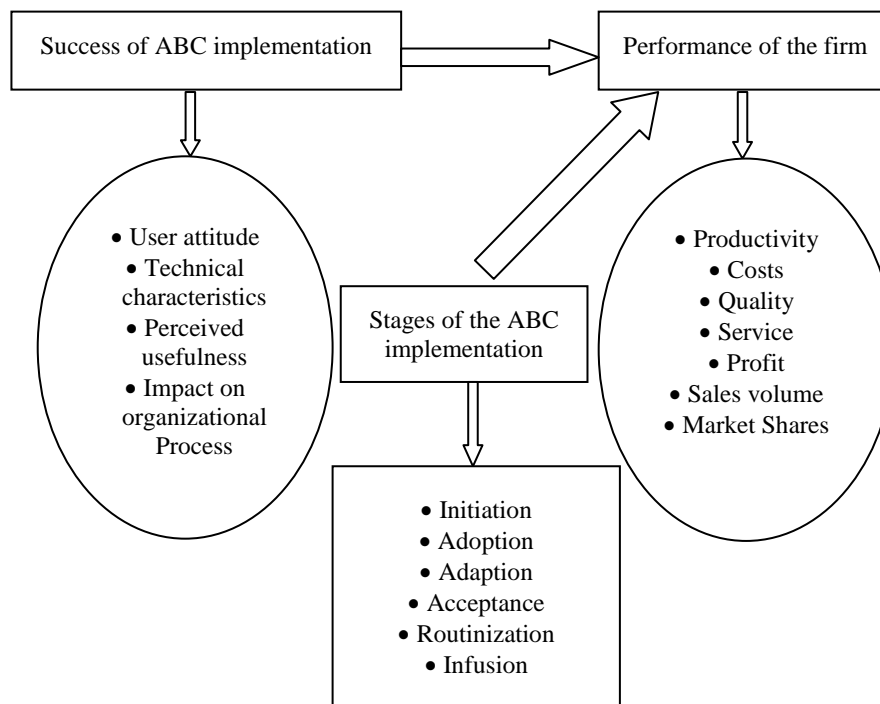 Success of ABC implementation
Performance of the firm
• User attitude
• Technical
characteristics
• Perceived
usefulness
• Impact on
organizational
Process
Stages of the ABC
implementation
• Productivity
• Costs
• Quality
• Service
• Profit
• Sales volume
• Market Shares
• Initiation
• Adoption
• Adaption
• Acceptance
• Routinization
• Infusion